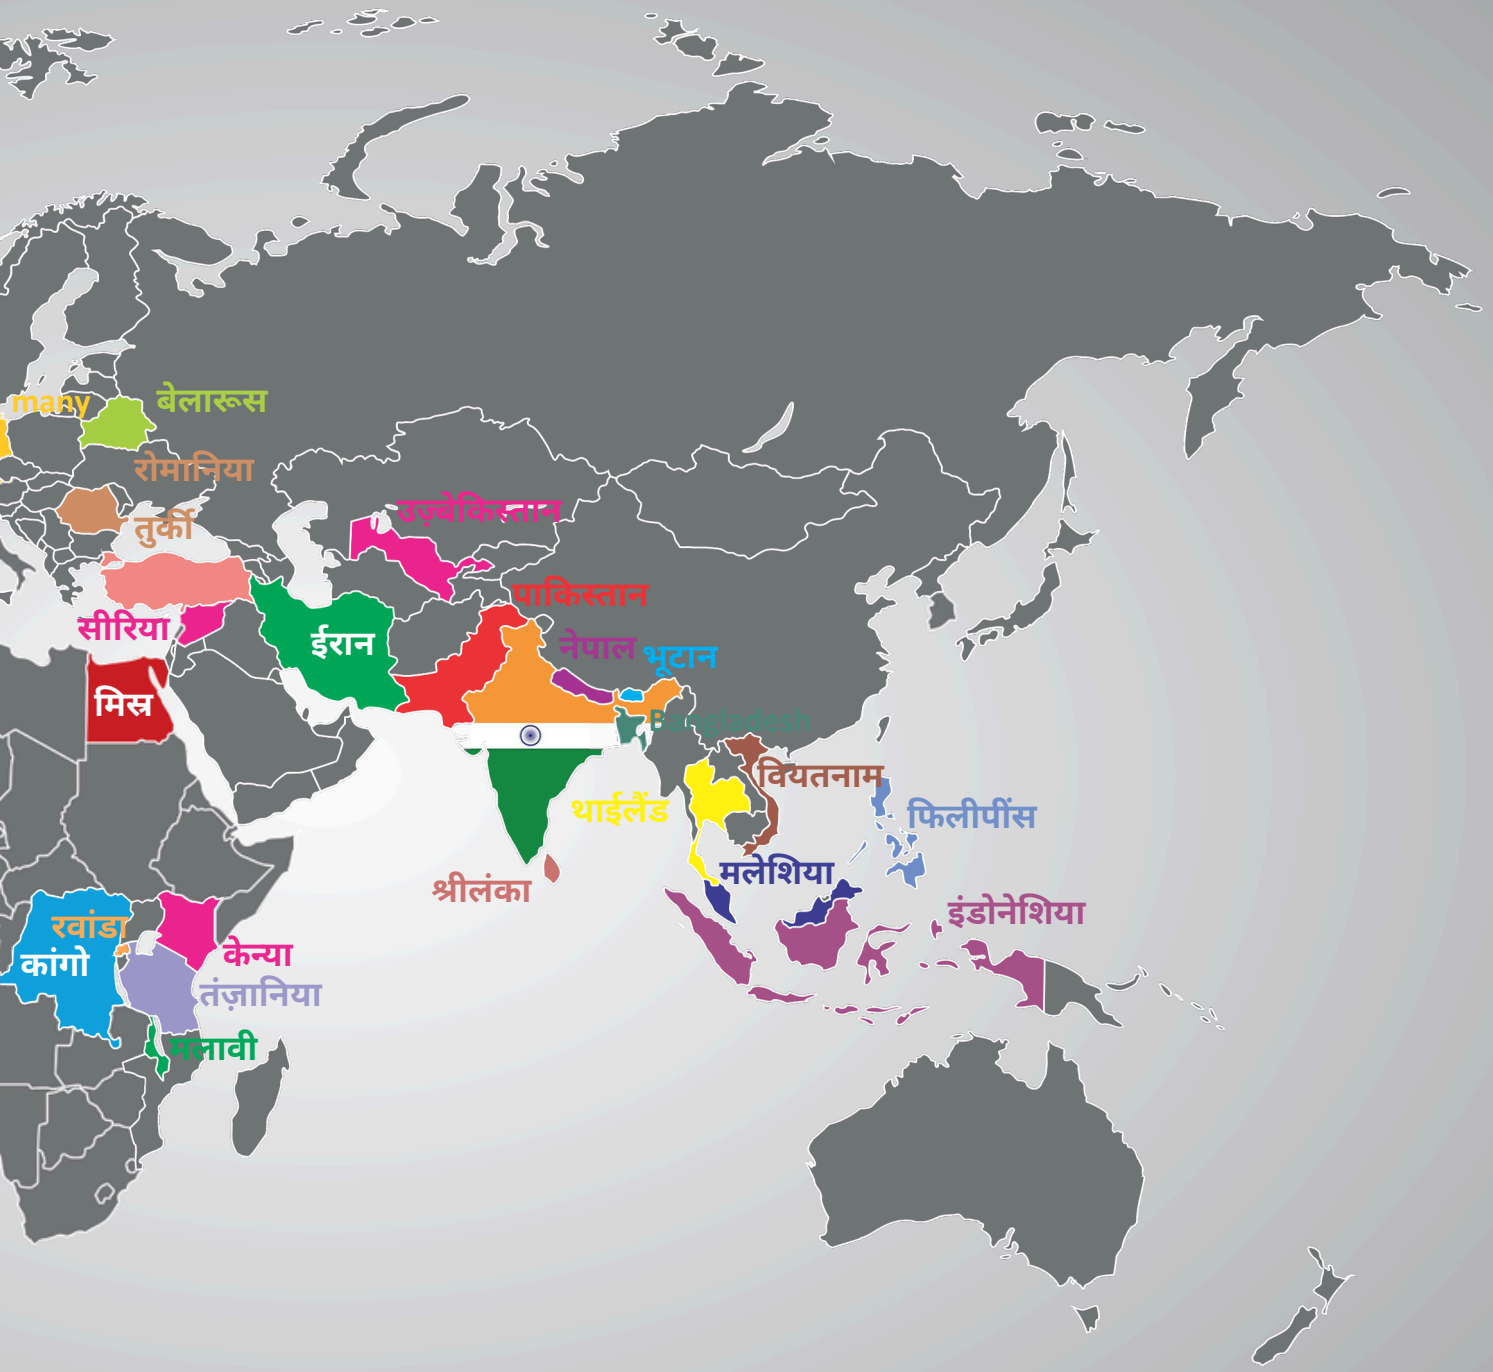 many
बेलारूस
रोमानिया
उज़्बेकिस्तान
तुर्की
पाकिस्तान
सीरिया
ईरान
नेपाल
भूटान
मिस्र
Bangladesh
वियतनाम
थाईलैंड
फिलीपींस
मलेशिया
श्रीलंका
इंडोनेशिया
रवांडा
केन्या
कांगो
तंज़ानिया
मलावी